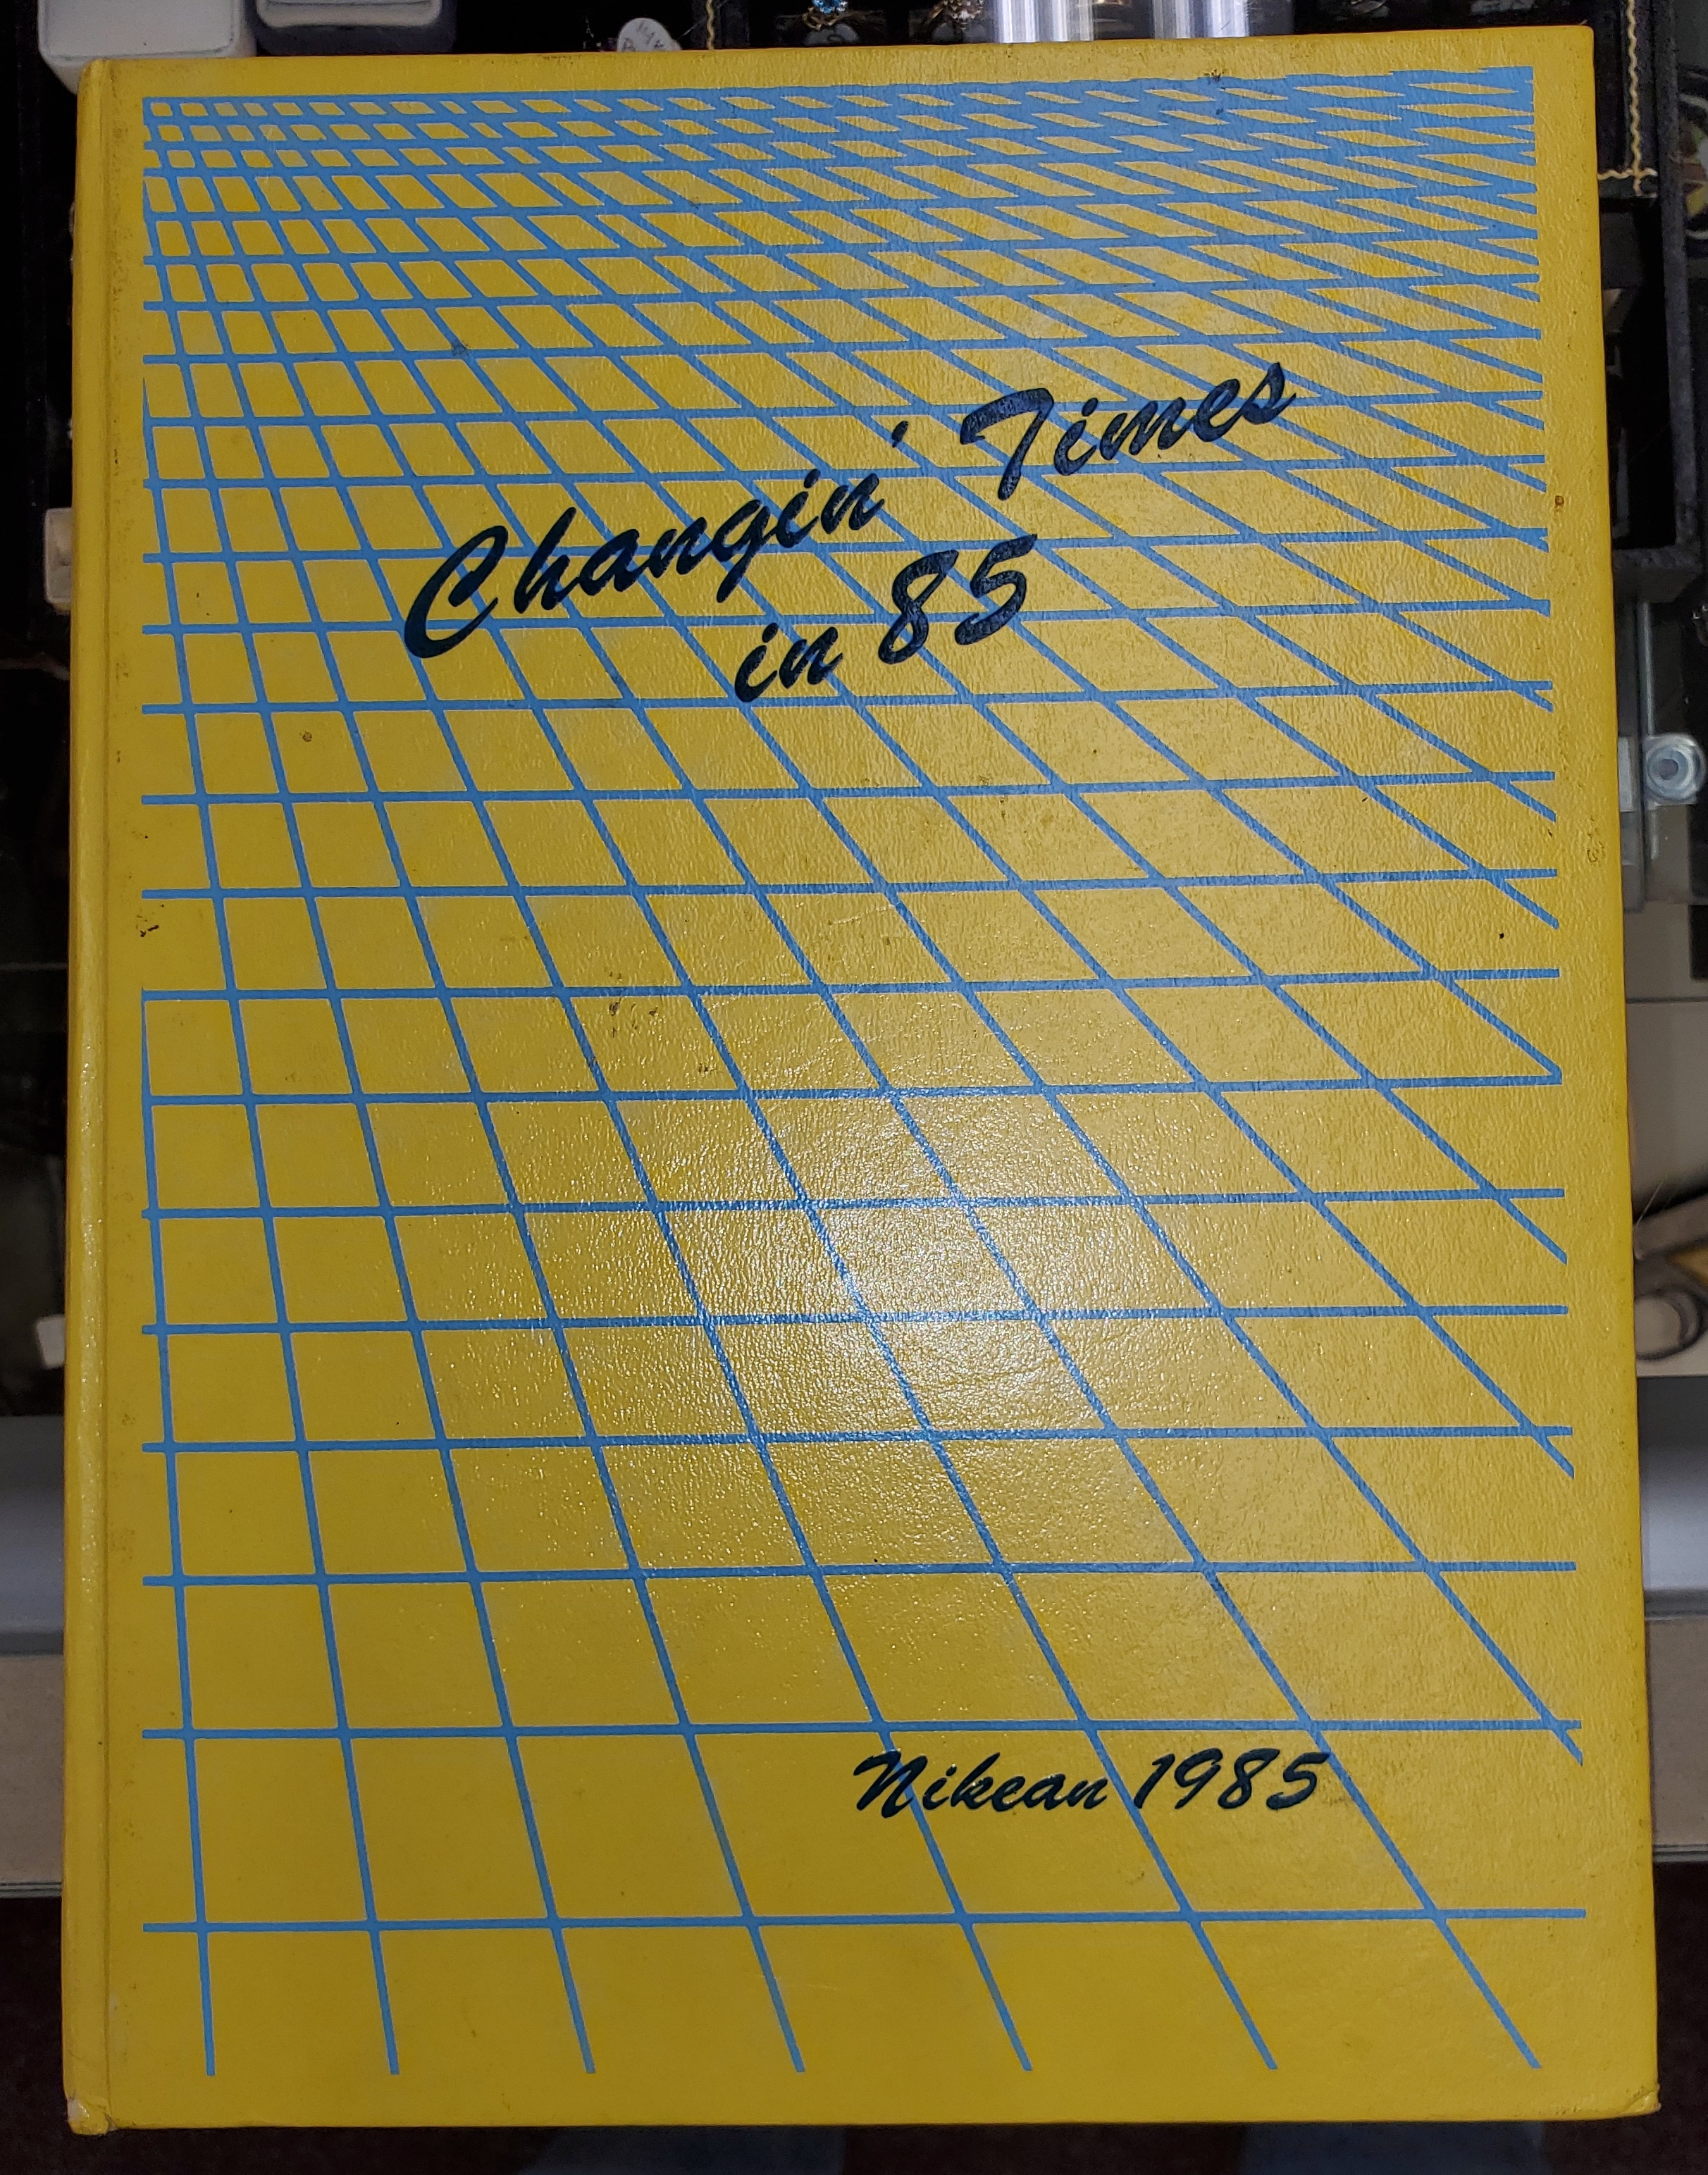 Changin' Times
in 85
Nikean 1985